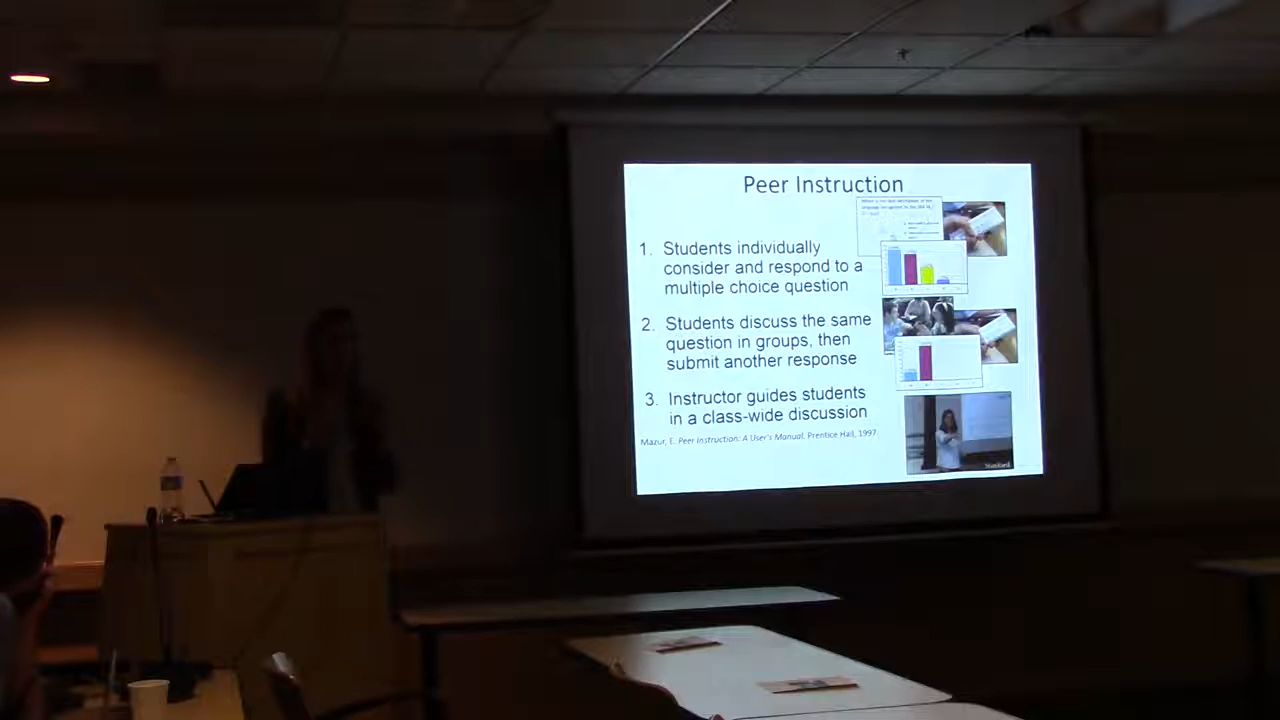 Peer Instruction
1. Students individually
consider and respond to a
multiple choice question
2. Students discuss the same
question in groups, then
submit another response
3. Instructor guides students
in a class-wide discussion
Mazur, E. Peer Instruction: A User's Manual. Prentice Hall, 1997
Stanford